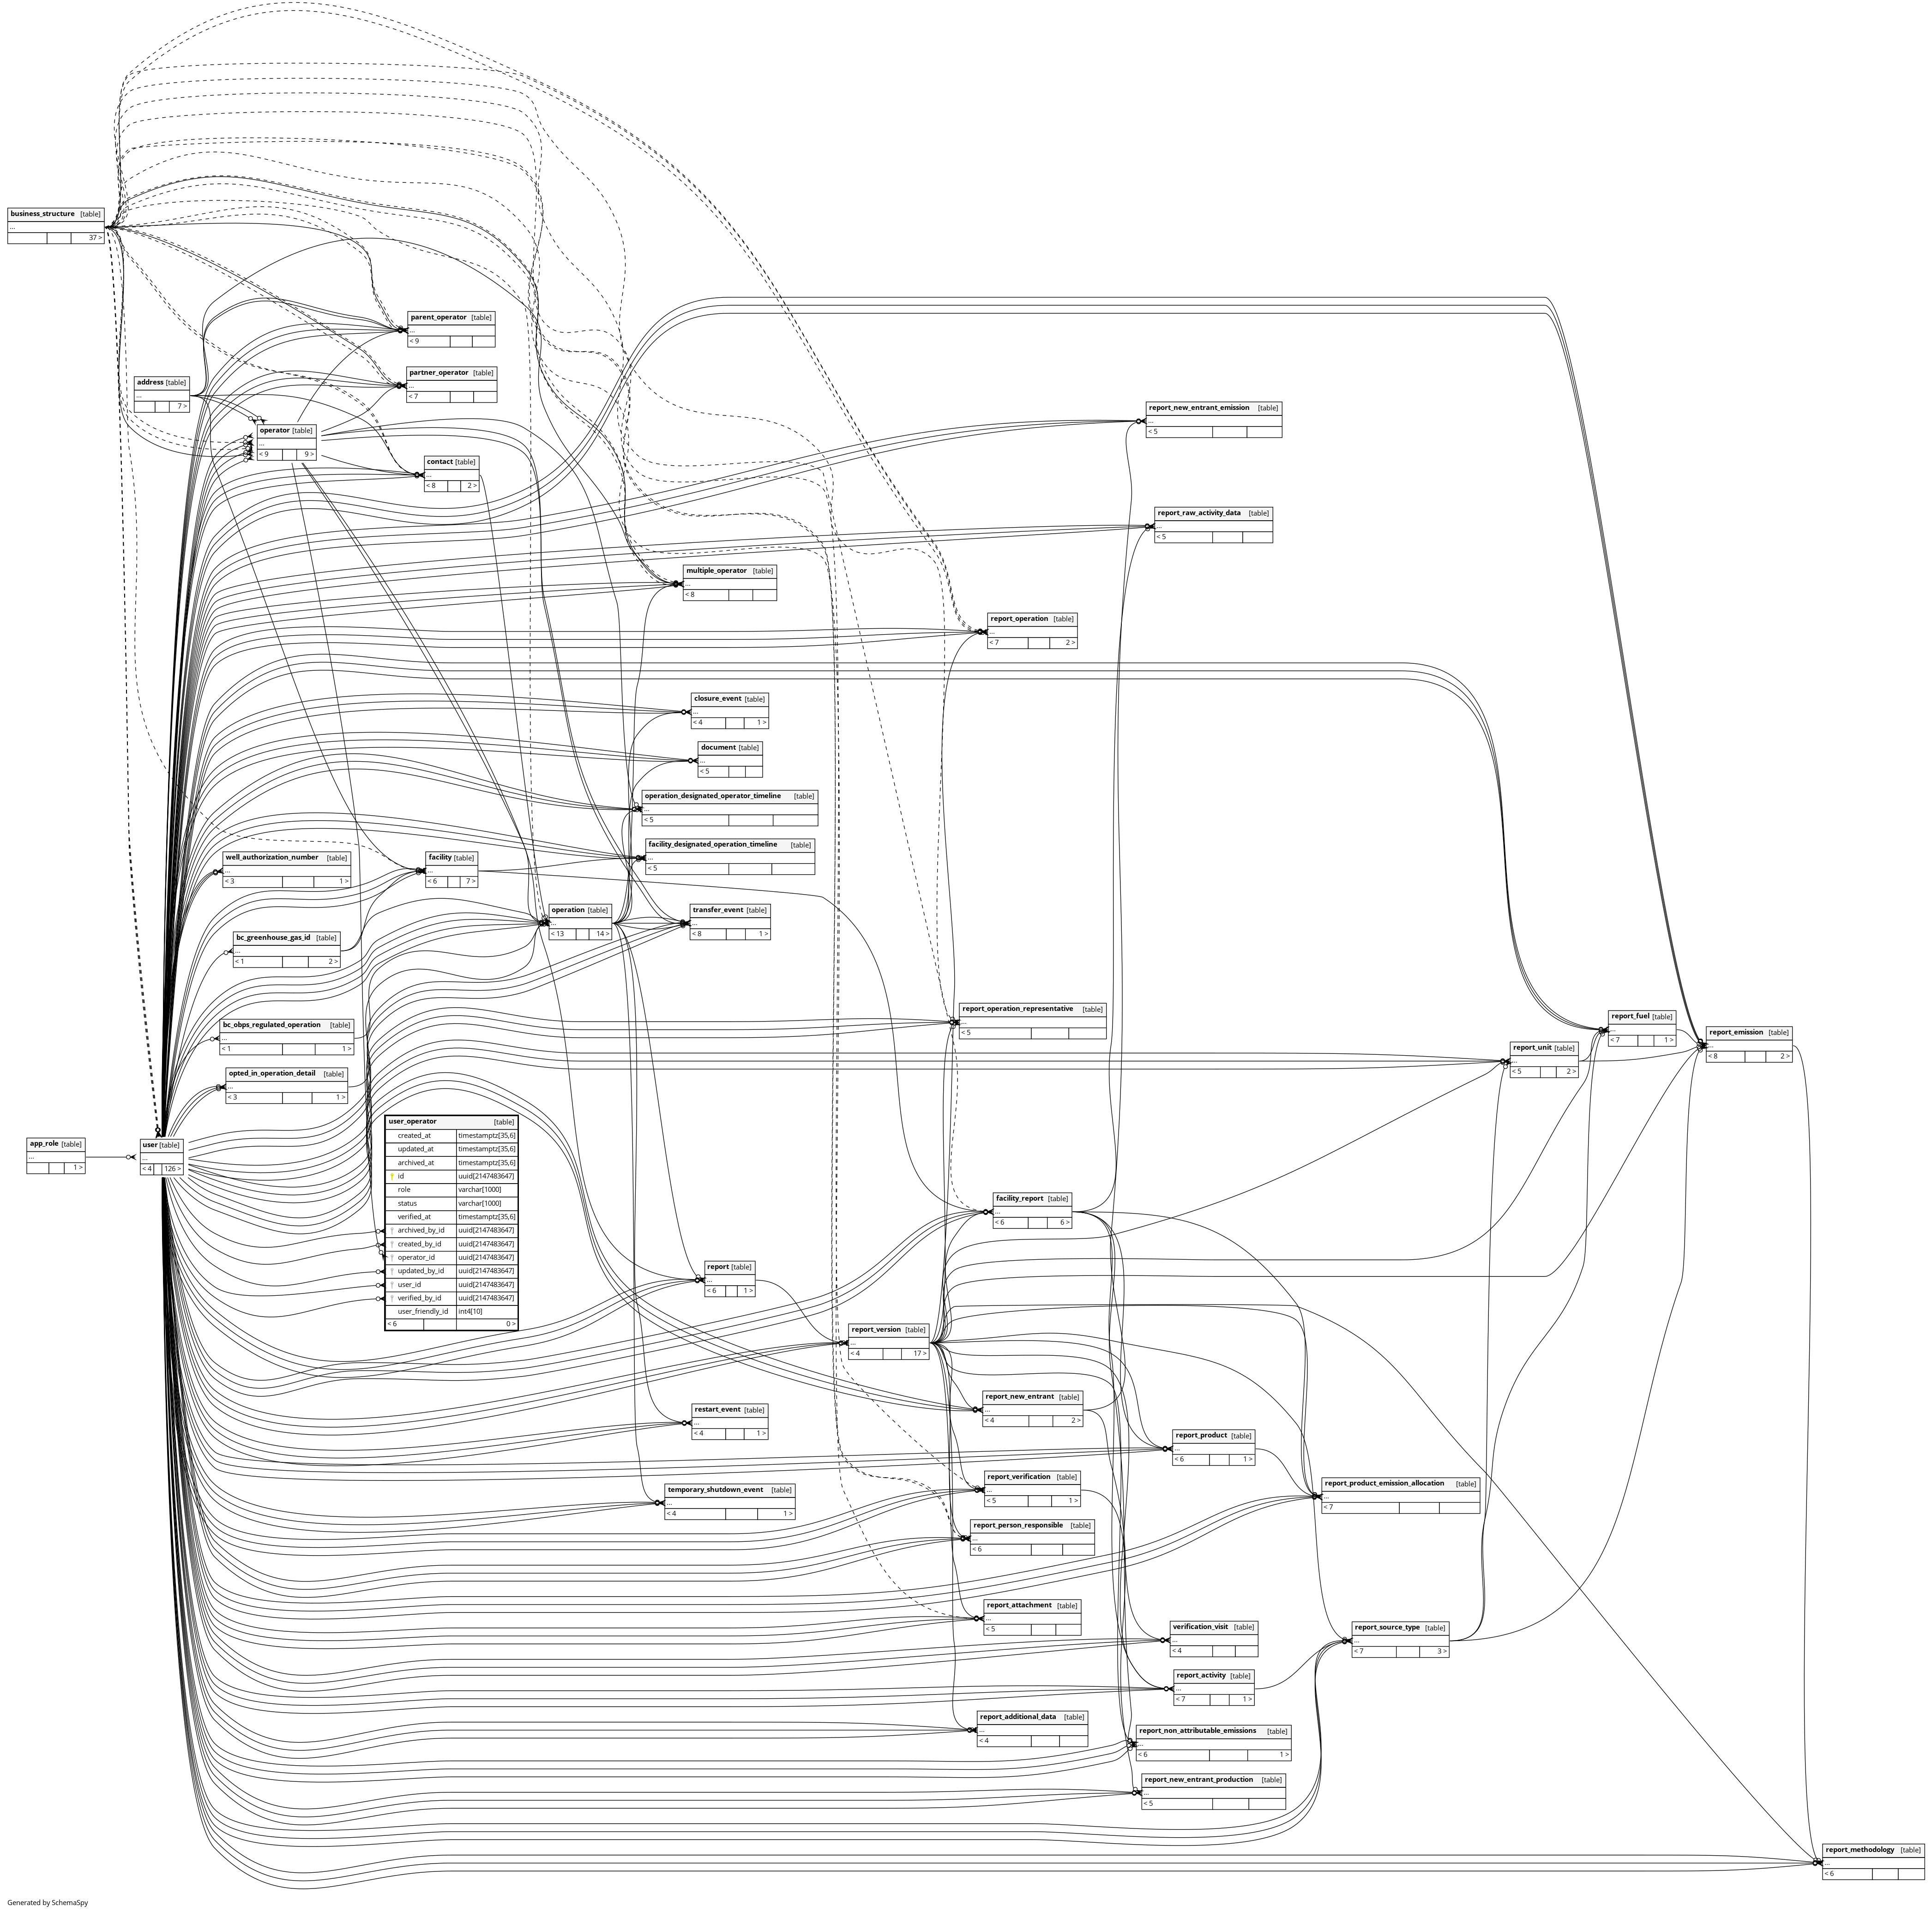 business_structure [table]
...
37 >
parent_operator [table]
...
< 9
partner_operator [table]
...
< 7
address [table]
...
7 >
operator [table]
...
< 9 9 >
contact [table]
...
< 8 2 >
report_new_entrant_emission [table]
...
< 5
report_raw_activity_data [table]
...
< 5
multiple_operator [table]
...
< 8
report_operation [table]
...
< 7 2 >
closure_event [table]
...
< 4 1 >
document [table]
...
< 5
operation_designated_operator_timeline [table]
...
< 5
facility_designated_operation_timeline [table]
...
< 5
well_authorization_number [table]
...
< 3 1 >
facility [table]
...
< 6 7 >
operation [table]
...
< 13 14 >
transfer_event [table]
...
< 8 1 >
bc_greenhouse_gas_id [table]
...
< 1 2 >
report_operation_representative [table]
...
< 5
report_fuel [table]
...
< 7 1 >
report_emission [table]
...
< 8 2 >
report_unit [table]
...
< 5 2 >
bc_obps_regulated_operation [table]
...
< 1 1 >
opted_in_operation_detail [table]
...
< 3 1 >
app_role [table]
...
1 >
user [table]
...
< 4 126 >
user_operator [table]
created_at timestamptz[35,6]
updated_at timestamptz[35,6]
archived_at timestamptz[35,6]
id uuid[2147483647]
role varchar[1000]
status varchar[1000]
verified_at timestamptz[35,6]
archived_by_id uuid[2147483647]
created_by_id uuid[2147483647]
operator_id uuid[2147483647]
updated_by_id uuid[2147483647]
user_id uuid[2147483647]
verified_by_id uuid[2147483647]
user_friendly_id int4[10]
< 6 0 >
facility_report [table]
...
< 6 6 >
report [table]
...
< 6 1 >
report_version [table]
...
< 4 17 >
report_new_entrant [table]
...
< 4 2 >
restart_event [table]
...
< 4 1 >
report_product [table]
...
< 6 1 >
report_verification [table]
...
< 5 1 >
report_product_emission_allocation [table]
...
< 7
temporary_shutdown_event [table]
...
< 4 1 >
report_person_responsible [table]
...
< 6
report_attachment [table]
...
< 5
verification_visit [table]
...
< 4
report_source_type [table]
...
< 7 3 >
report_activity [table]
...
< 7 1 >
report_additional_data [table]
...
< 4
report_non_attributable_emissions [table]
...
< 6 1 >
report_new_entrant_production [table]
...
< 5
report_methodology [table]
...
< 6
Generated by SchemaSpy